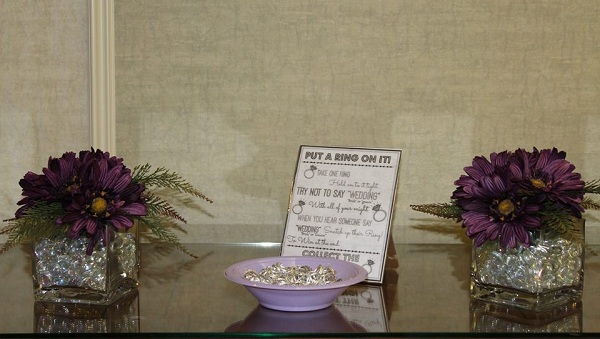 PUT A RING ON IT!
TAKE ONE RING
Hold on to it tight
TRY NOT TO SAY "WEDDING"
With all of your might
WHEN YOU HEAR SOMEONE SAY
"WEDDING" Snatch up their Ring!
To Win at the end
COLLECT THE